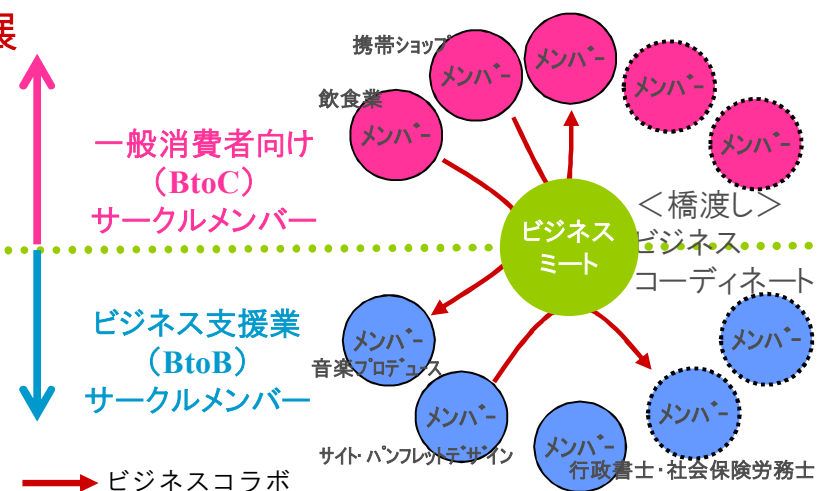 展
携帯ショップ
飲食業
メンバー
メンバー
メンバー
メンバー
メンバー
一般消費者向け
（BtoC）
サークルメンバー
ビジネス
ミート
＜橋渡し＞
ビジネス
コーディネート
ビジネス支援業
（BtoB）
サークルメンバー
メンバー
音楽プロデュース
メンバー
サイト・パンフレットデザイン
メンバー
メンバー
メンバー
行政書士・社会保険労務士
ビジネスコラボ